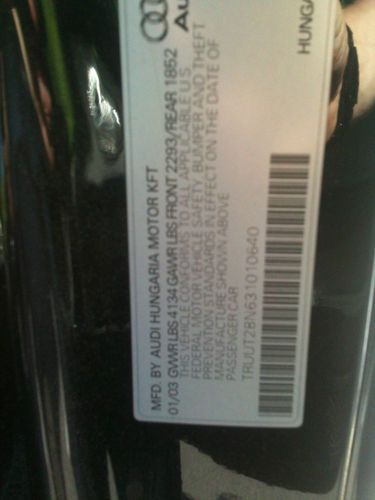 Au
HUNGA
MFD. BY AUDI HUNGARIA MOTOR KFT
01/03 GVWR LBS 4134 GAWR LBS FRONT 2293/REAR 1852
THIS VEHICLE CONFORMS TO ALL APPLICABLE U S
FEDERAL MOTOR VEHICLE SAFETY BUMPER AND THEFT
PREVENTION STANDARDS IN EFFECT ON THE DATE OF
MANUFACTURE SHOWN ABOVE
PASSENGER CAR
TRUUT28N631010640